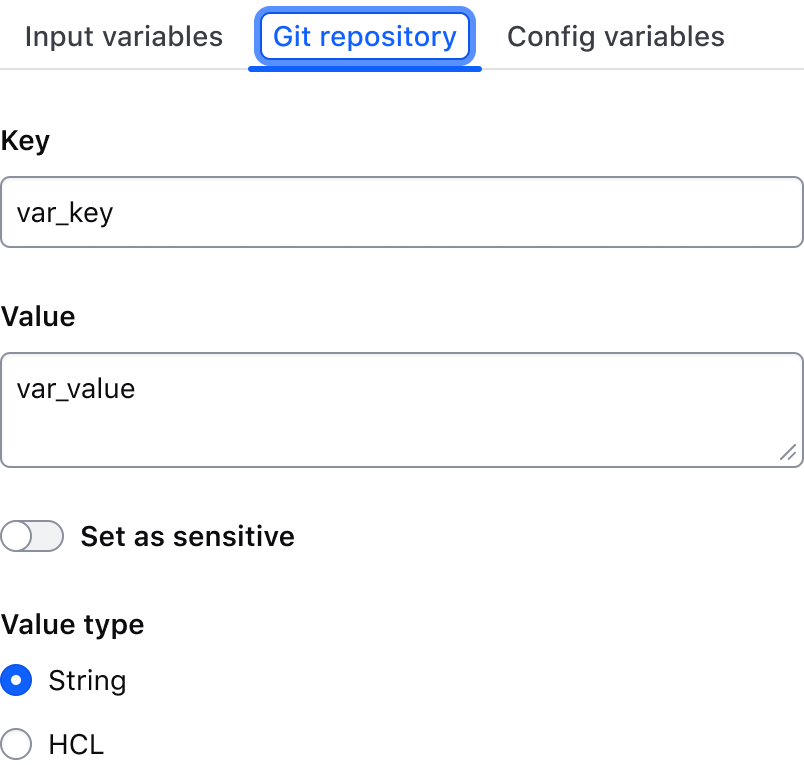 Input variables Git repository Config variables
Key
var_key
Value
var_value
Set as sensitive
Value type
String
HCL